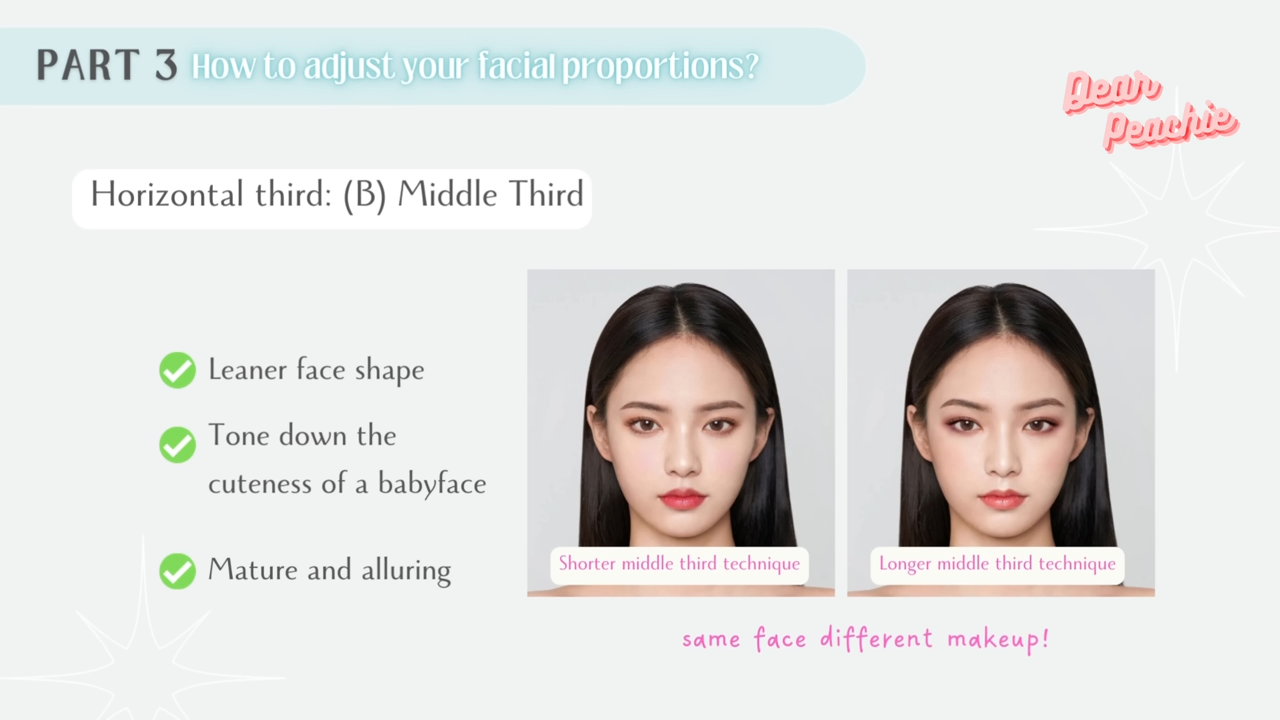 PART 3 How to adjust your facial proportions?
Dear
Peachie
Horizontal third: (B) Middle Third
Leaner face shape
Tone down the
cuteness of a babyface
Mature and alluring
Shorter middle third technique
Longer middle third technique
same face different makeup!